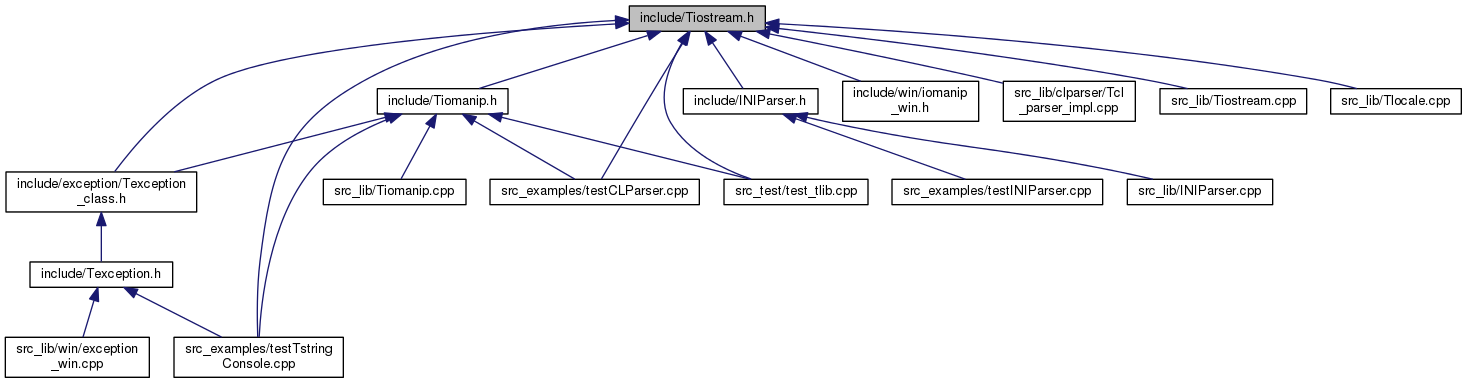 include/Tiostream.h
include/Tiomanip.h
include/INIParser.h
include/win/iomanip
_win.h
src_lib/clparser/Tcl
_parser_impl.cpp
src_lib/Tiostream.cpp
src_lib/Tlocale.cpp
include/exception/Texception
_class.h
src_lib/Tiomanip.cpp
src_examples/testCLParser.cpp
src_test/test_tlib.cpp
src_examples/testINIParser.cpp
src_lib/INIParser.cpp
include/Texception.h
src_lib/win/exception
_win.cpp
src_examples/testTstring
Console.cpp